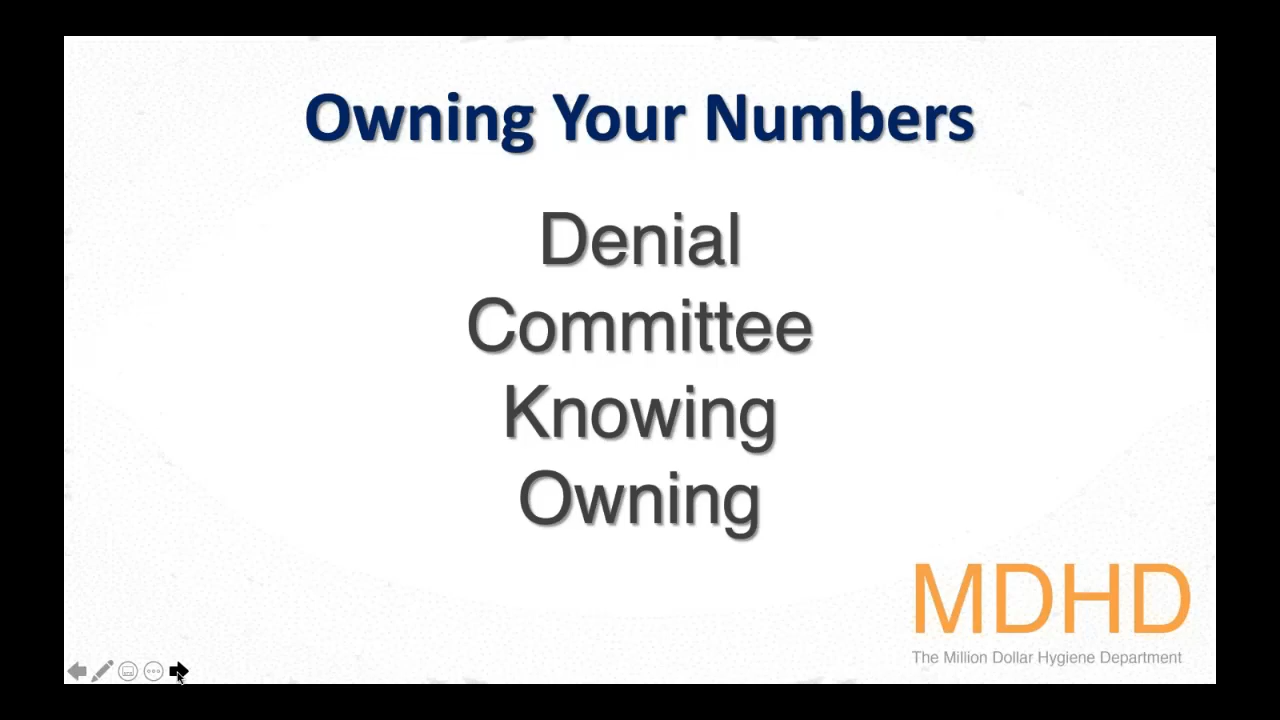 Owning Your Numbers
Denial
Committee
Knowing
Owning
MDHD
The Million Dollar Hygiene Department